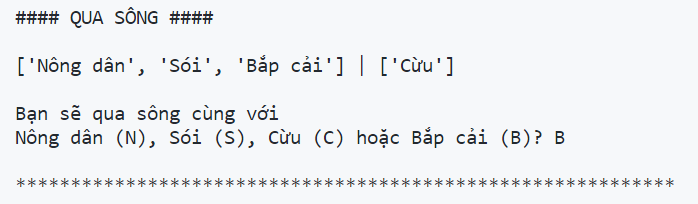 #### QUA SÔNG ####
['Nông dân', 'Sói', 'Bắp cải'] | ['Cừu']
Bạn sẽ qua sông cùng với
Nông dân (N), Sói (S), Cừu (C) hoặc Bắp cải (B)? B
************************************************************